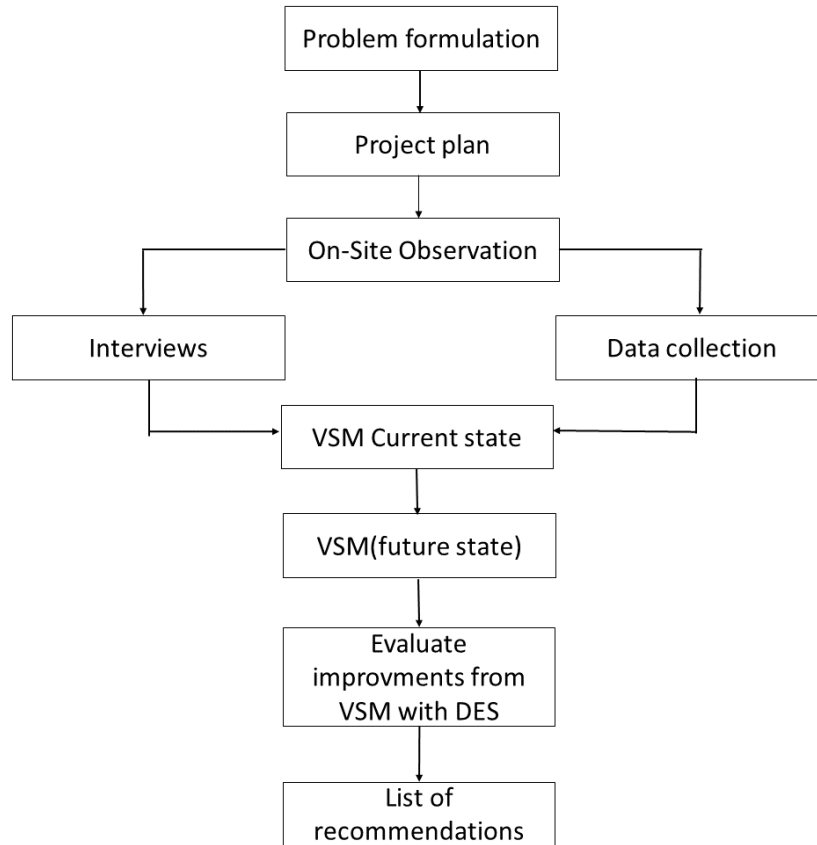 Problem formulation
Project plan
On-Site Observation
Interviews
Data collection
VSM Current state
VSM(future state)
Evaluate
improvments from
VSM with DES
List of
recommendations